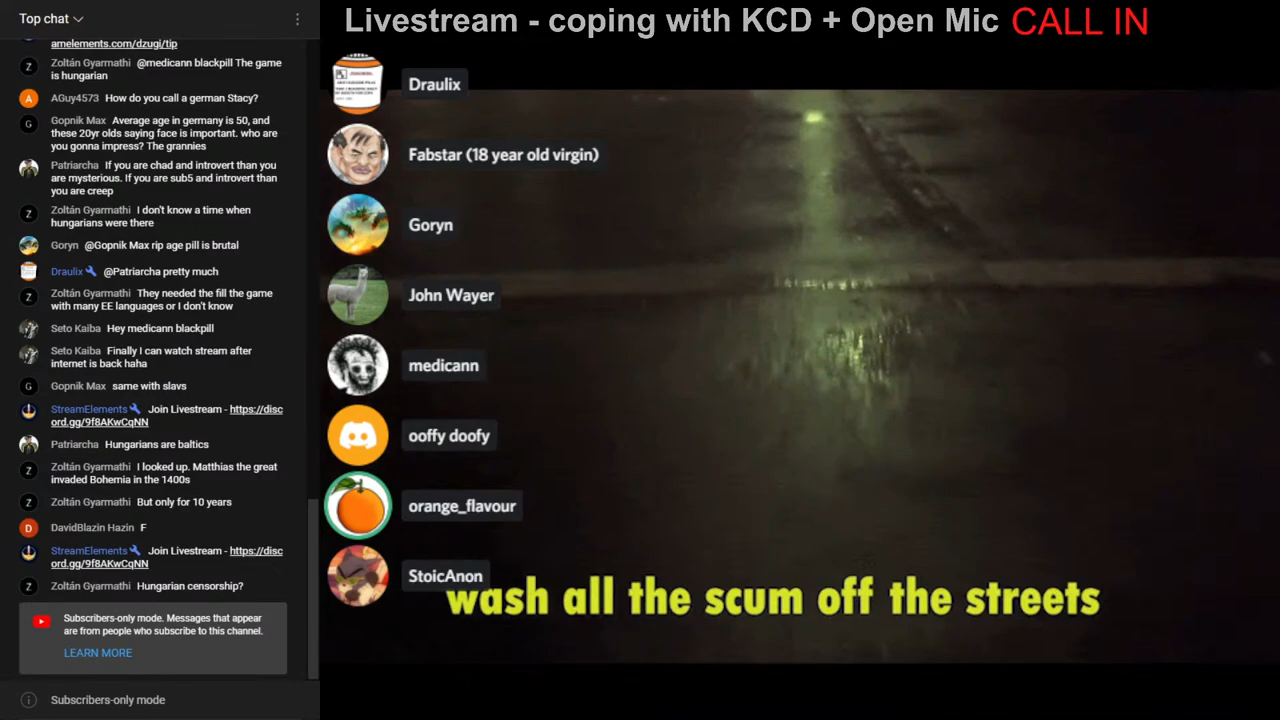 Top chat
amelements.com/dzugi/tip
Zoltán Gyarmathi @medicann blackpill The game
is hungrian
AGuyson How do you call a german Stacy?
Gopnik Max Average age in germany is 50, and
these 20yr olds saying face is important. who are
you gonna impress? The grannies
Patriarcha If you are chad and introvert than you
are mysterious. If you are sub5 and introvert than
you are creep
Zoltán Gyarmathi I don't know a time when
hungarians were there
Goryn @Gopnik Max rip age pill is brutal
Draulix @Patriarcha pretty much
Zoltán Gyarmathi They needed the fill the game
with many EE languages or I don't know
Seto Kaiba Hey medicann blackpill
Seto Kaiba Finally I can watch stream after
internet is back haha
Gopnik Max same with slavs
StreamElements Join Livestream - https://disc
ord.gg/9f8AKwCqNN
Patriarcha Hungarians are baltics
Zoltán Gyarmathi I looked up. Matthias the great
invaded Bohemia in the 1400s
Zoltán Gyarmathi But only for 10 years
DavidBlazin Hazin F
StreamElements Join Livestream - https://disc
ord.gg/9f8AKwCqNN
Zoltán Gyarmathi Hungarian censorship?
Subscribers-only mode. Messages that appear
are from people who subscribe to this channel.
LEARN MORE
Subscribers-only mode
Livestream - coping with KCD + Open Mic CALL IN
Draulix
Fabstar (18 year old virgin)
Goryn
John Wayer
medicann
ooffy doofy
orange_flavour
StoicAnon
wash all the scum off the streets